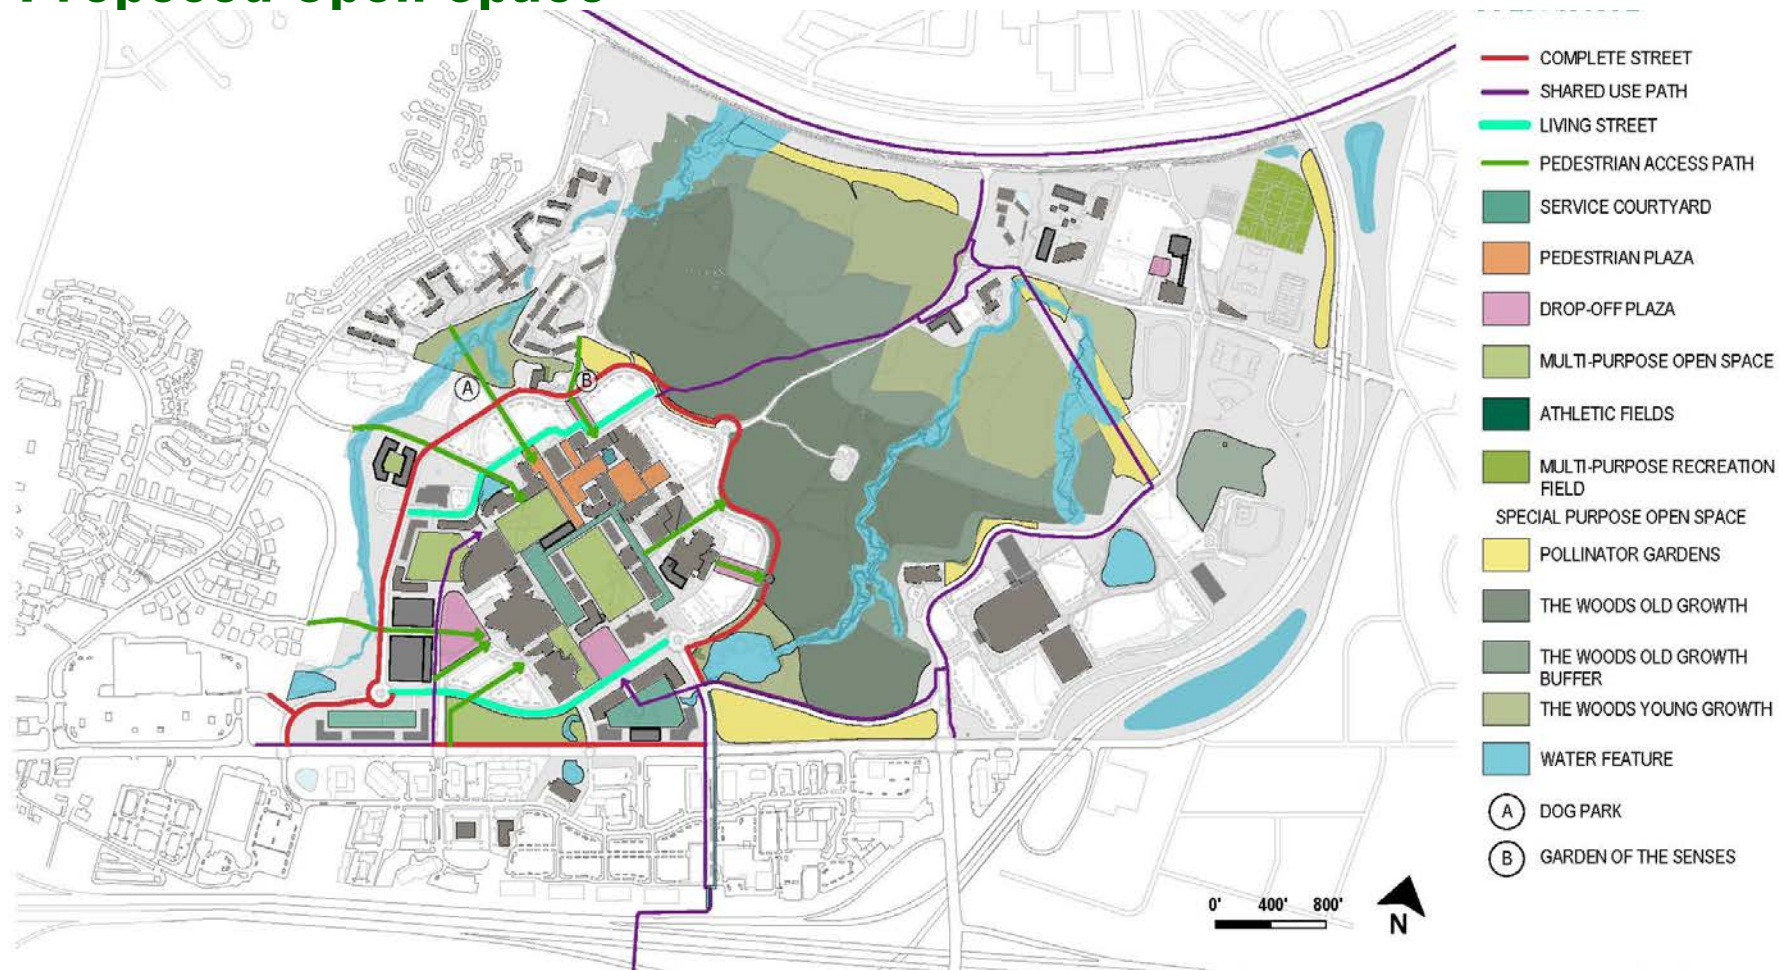 Proposed Open Space
COMPLETE STREET
SHARED USE PATH
LIVING STREET
PEDESTRIAN ACCESS PATH
SERVICE COURTYARD
PEDESTRIAN PLAZA
DROP-OFF PLAZA
MULTI-PURPOSE OPEN SPACE
ATHLETIC FIELDS
MULTI-PURPOSE RECREATION
FIELD
SPECIAL PURPOSE OPEN SPACE
POLLINATOR GARDENS
THE WOODS OLD GROWTH
THE WOODS OLD GROWTH
BUFFER
THE WOODS YOUNG GROWTH
WATER FEATURE
A DOG PARK
B GARDEN OF THE SENSES
A
B
0' 400' 800'
N